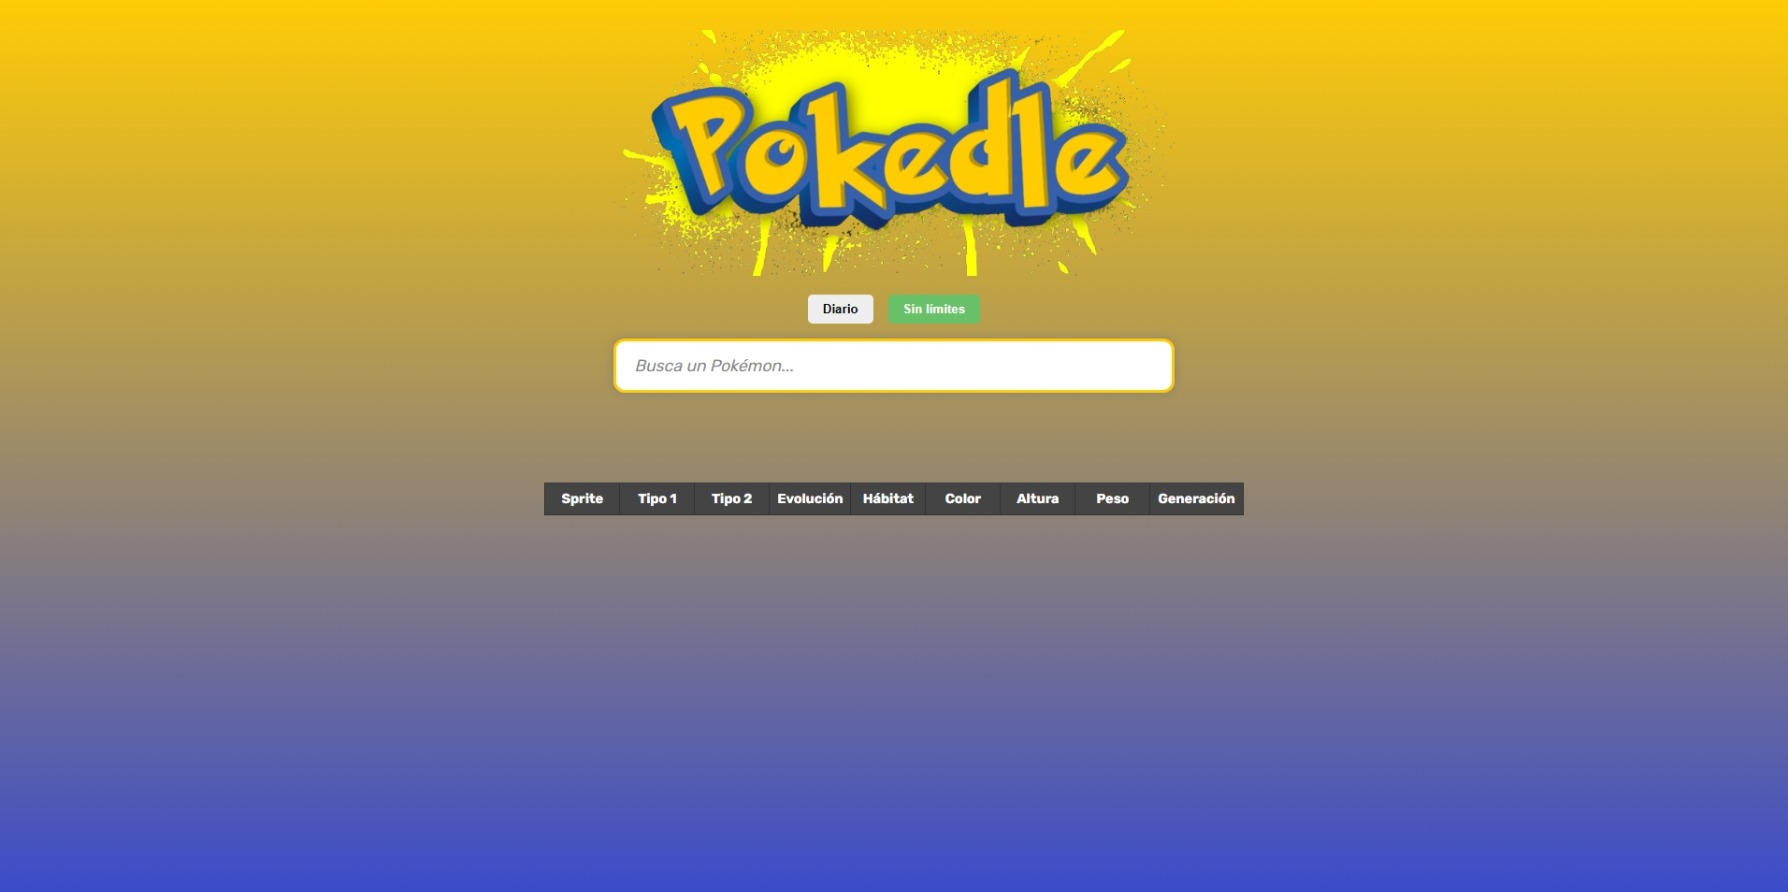 Pokedle
Diario Sin límites
Busca un Pokémon...
Sprite Tipo 1 Tipo 2 Evolución Hábitat Color Altura Peso Generación